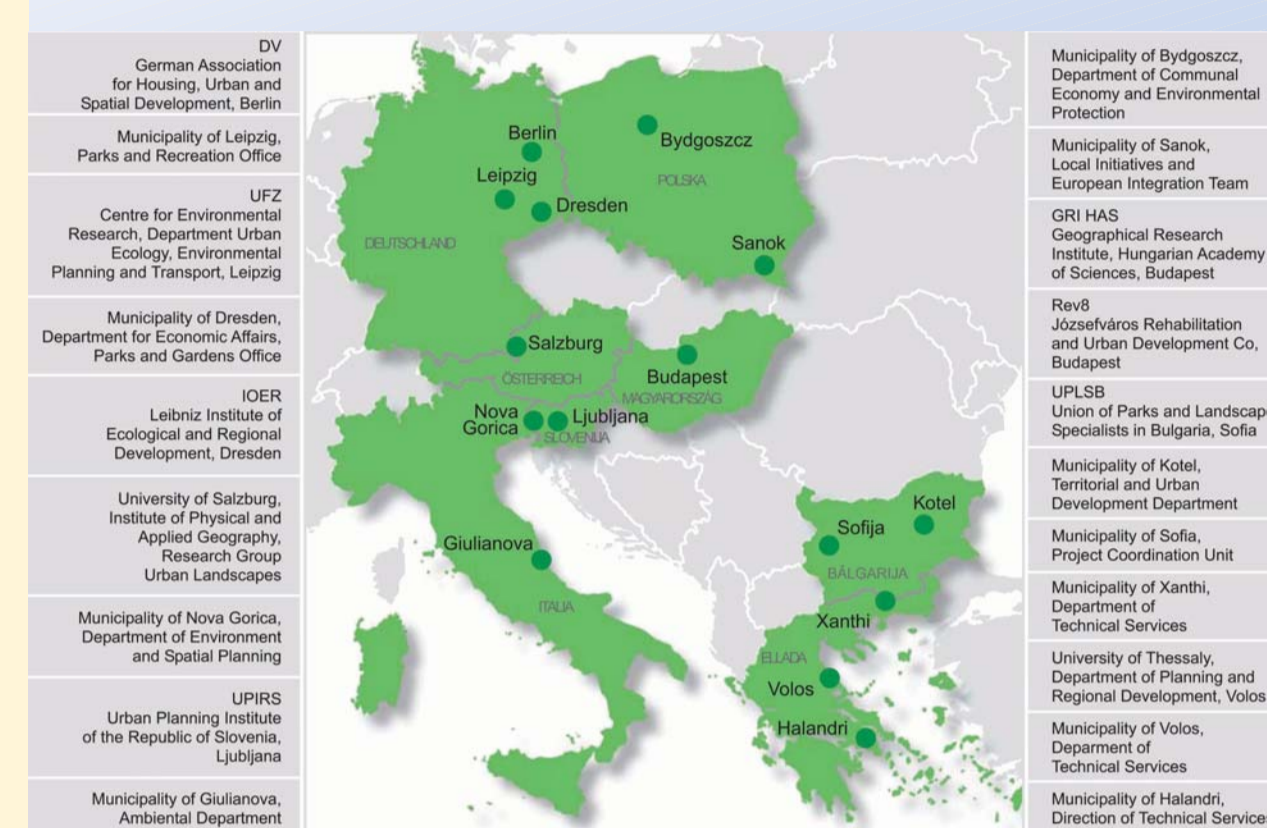 DV
German Association
for Housing, Urban and
Spatial Development, Berlin
Municipality of Leipzig,
Parks and Recreation Office
UFZ
Centre for Environmental
Research, Department Urban
Ecology, Environmental
Planning and Transport, Leipzig
Municipality of Dresden,
Department for Economic Affairs,
Parks and Gardens Office
IOER
Leibniz Institute of
Ecological and Regional
Development, Dresden
University of Salzburg,
Institute of Physical and
Applied Geography,
Research Group
Urban Landscapes
Municipality of Nova Gorica,
Department of Environment
and Spatial Planning
UPIRS
Urban Planning Institute
of the Republic of Slovenia,
Ljubljana
Municipality of Giulianova,
Ambiental Department
Berlin
Bydgoszcz
Leipzig
POLSKA
Dresden
DEUTSCHLAND
Sanok
Salzburg
ÖSTERREICH
Budapest
MAGYARORSZÁG
Nova
Gorica
Ljubljana
SLOVENIJA
Kotel
Sofija
Giulianova
BÂLGARIJA
ITALIA
Xanthi
ELLADA
Volos
Halandri
Municipality of Bydgoszcz,
Department of Communal
Economy and Environmental
Protection
Municipality of Sanok,
Local Initiatives and
European Integration Team
GRI HAS
Geographical Research
Institute, Hungarian Academy
of Sciences, Budapest
Rev8
Józsefváros Rehabilitation
and Urban Development Co,
Budapest
UPLSB
Union of Parks and Landscap
Specialists in Bulgaria, Sofia
Municipality of Kotel,
Territorial and Urban
Development Department
Municipality of Sofia,
Project Coordination Unit
Municipality of Xanthi,
Department of
Technical Services
University of Thessaly,
Department of Planning and
Regional Development, Volos
Municipality of Volos,
Deparment of
Technical Services
Municipality of Halandri,
Direction of Technical Services